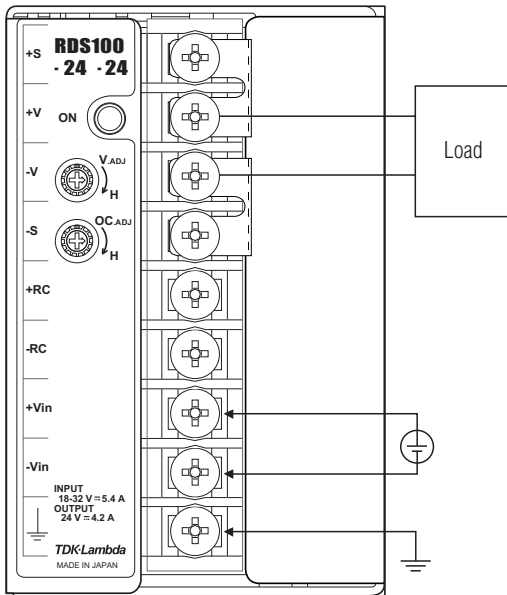 +S
RDS100
- 24 - 24
+V
ON
-V
V.ADJ
H
-S
OC.ADJ
H
+RC
-RC
+Vin
-Vin
INPUT
18-32 V⎓5.4 A
OUTPUT
24 V⎓4.2 A
TDK-Lambda
MADE IN JAPAN
Load